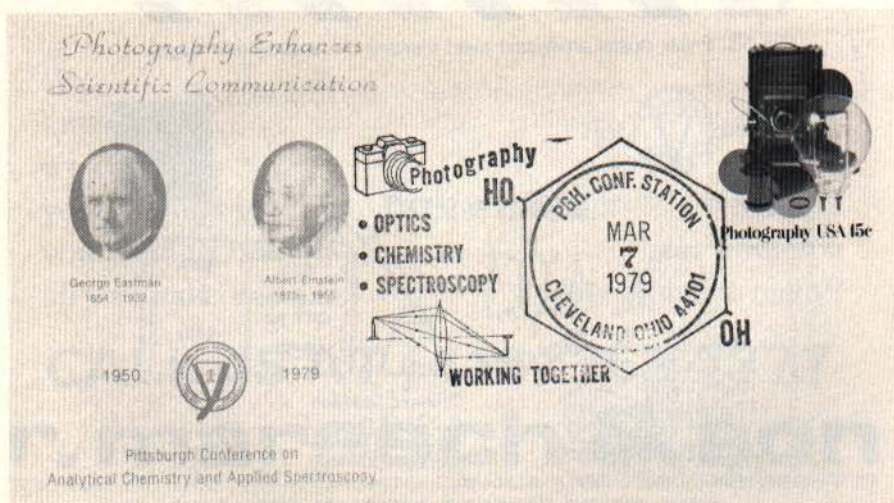 Photography Enhances
Scientific Communication
George Eastman
1854 - 1932
Albert Einstein
1879 - 1955
1950
1979
Pittsburgh Conference on
Analytical Chemistry and Applied Spectroscopy
Photography
• OPTICS
• CHEMISTRY
• SPECTROSCOPY
WORKING TOGETHER
HO
PGH. CONF. STATION
MAR
7
1979
CLEVELAND OHIO 44101
OH
Photography USA 15c